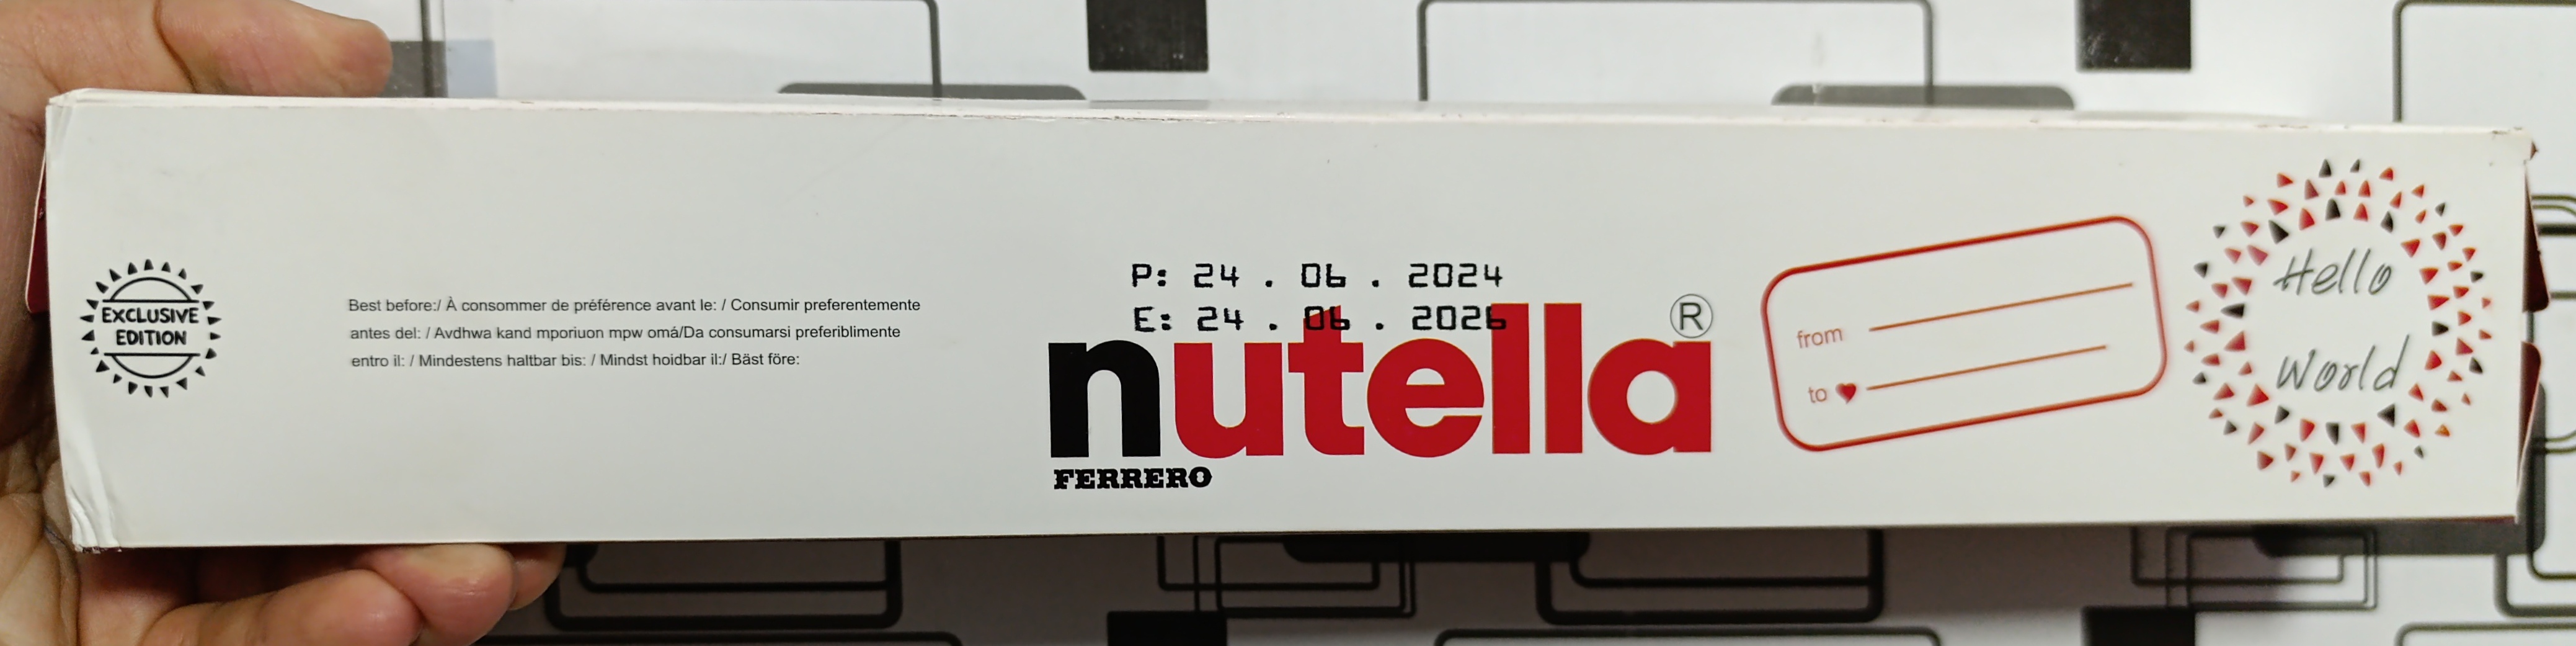 EXCLUSIVE
EDITION
Best before:/ À consommer de préférence avant le: / Consumir preferentemente
antes del: / Avdhwa kand mporiuon mpw omá/Da consumarsi preferiblimente
entro il: / Mindestens haltbar bis: / Mindst hoidbar il:/ Bäst före:
P: 24 . 06 . 2024
E: 24 . 06 . 2026
nutella®
FERRERO
from
to ♥
Hello
World